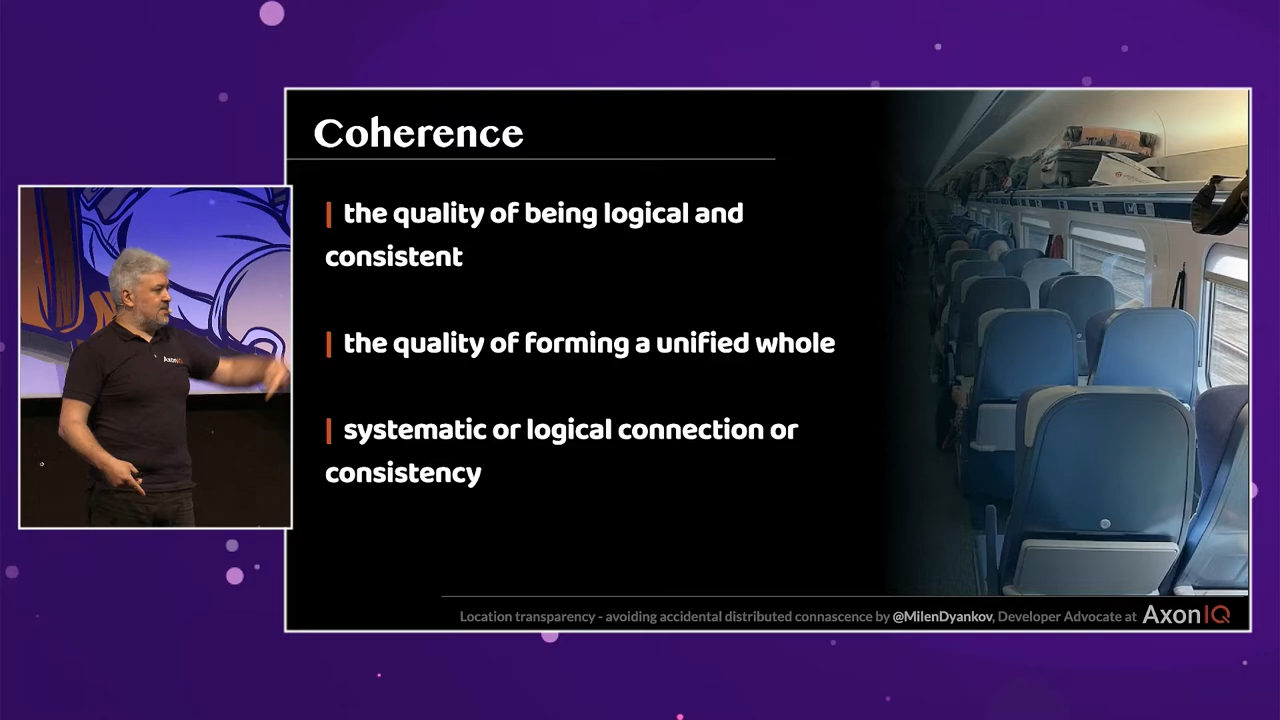 Coherence
| the quality of being logical and
consistent
| the quality of forming a unified whole
| systematic or logical connection or
consistency
AxonIQ
Location transparency - avoiding accidental distributed connascence by @MilenDyankov, Developer Advocate at AxonIQ